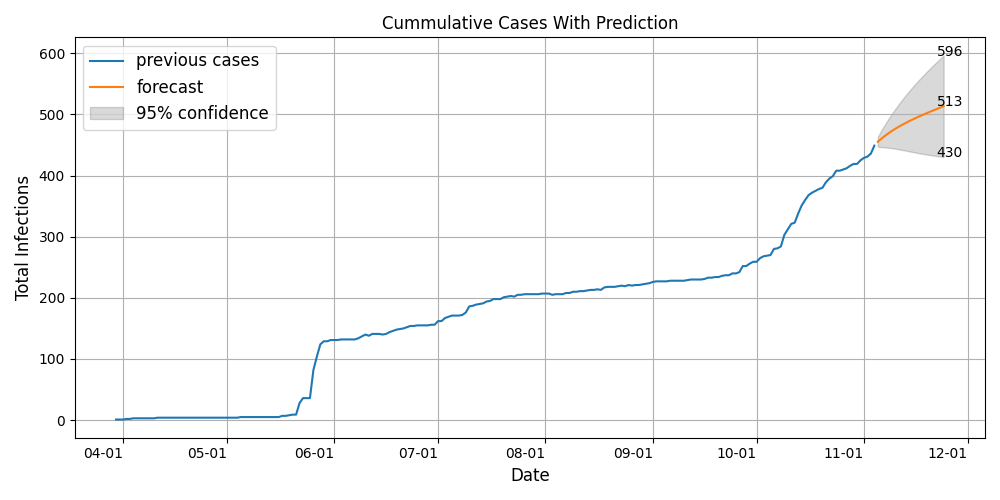 Cummulative Cases With Prediction
previous cases
forecast
95% confidence
596
513
430
600
500
400
300
200
100
0
Total Infections
04-01 05-01 06-01 07-01 08-01 09-01 10-01 11-01 12-01
Date